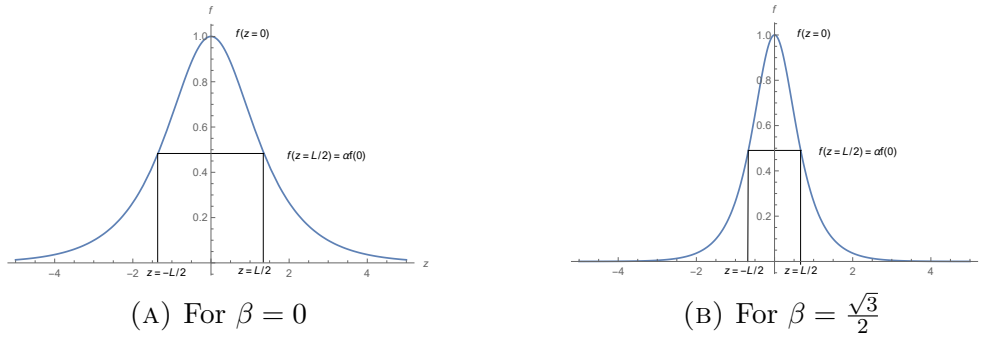 f
1.0
f(z = 0)
0.8
0.6
f(z = L/2) = αf(0)
0.4
0.2
−4
−2
2
4
z
z = −L/2
z = L/2
(A) For β = 0
f
1.0
f(z = 0)
0.8
0.6
f(z = L/2) = αf(0)
0.4
0.2
−4
−2
2
4
z
z = −L/2
z = L/2
(B) For β = √3/2